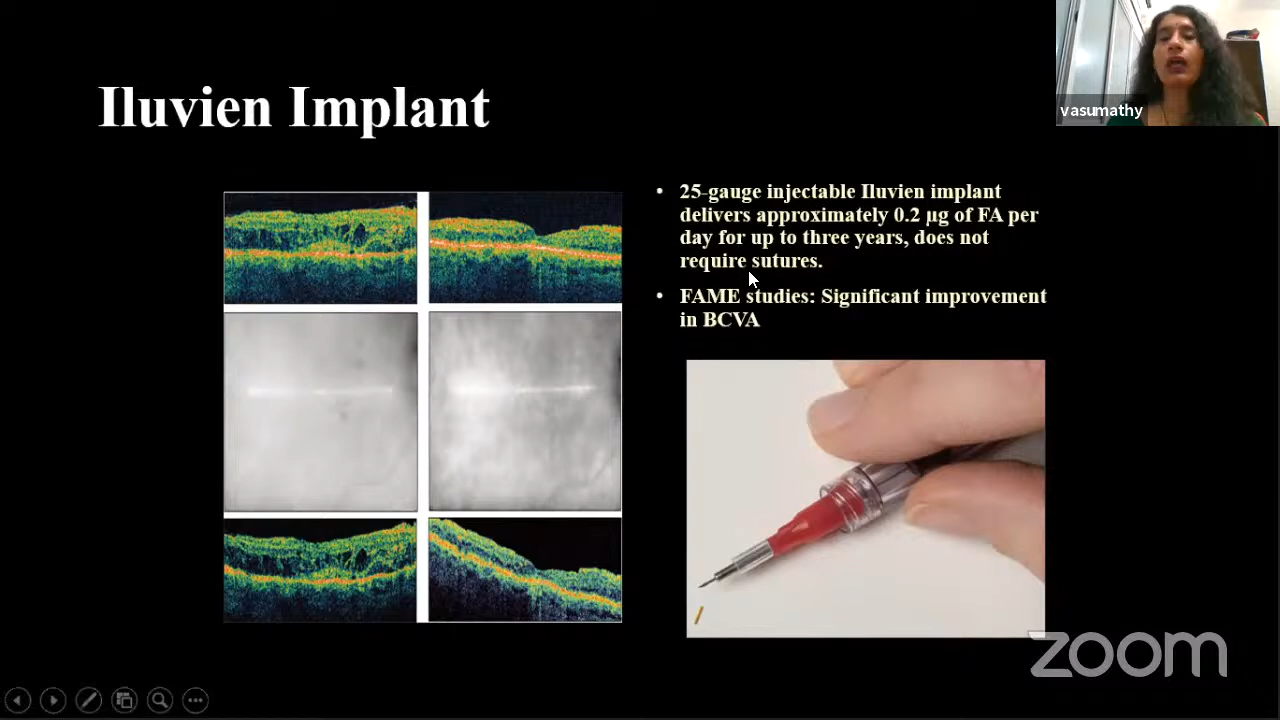 vasumathy
Iluvien Implant
• 25-gauge injectable Iluvien implant
delivers approximately 0.2 µg of FA per
day for up to three years, does not
require sutures.
• FAME studies: Significant improvement
in BCVA
zoom